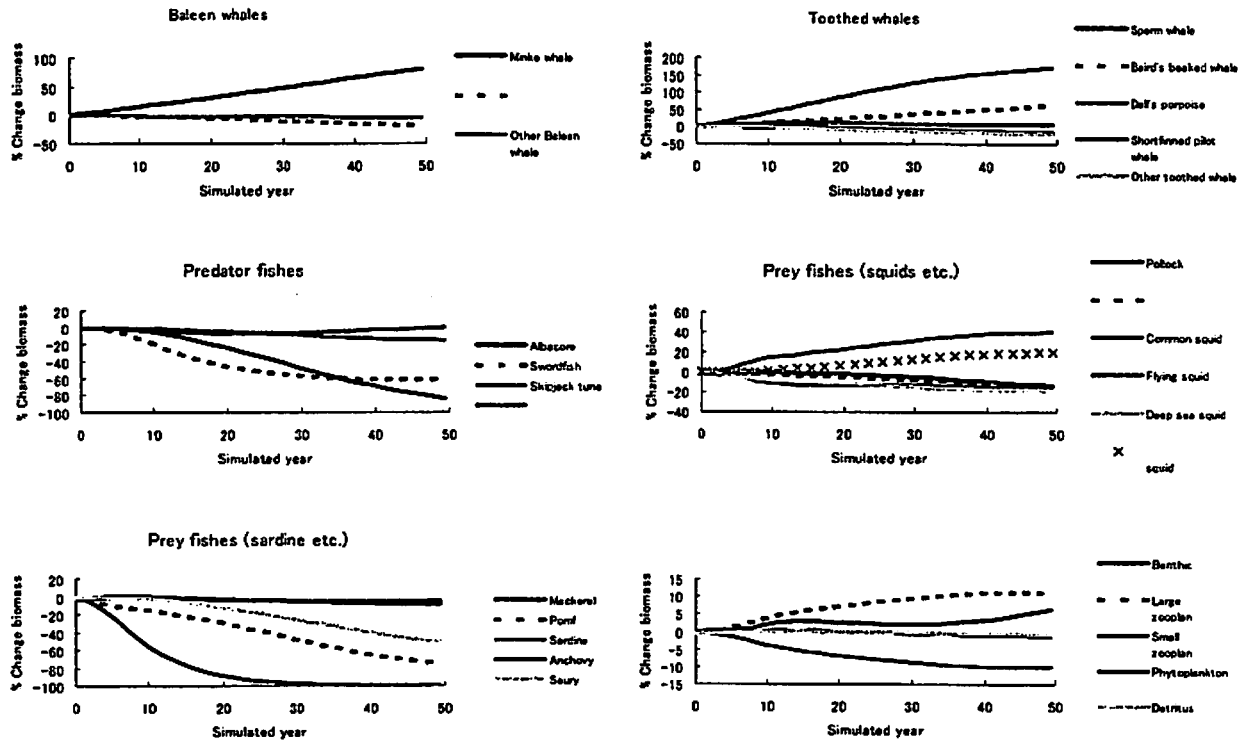 Baleen whales
% Change biomass
100
50
0
-50
0 10 20 30 40 50
Simulated year
Minke whale
Other Baleen
whale
Toothed whales
% Change biomass
200
150
100
50
0
-50
0 10 20 30 40 50
Simulated year
Sperm whale
Baird's beaked whale
Dall's porpoise
Shortfinned pilot
whale
Other toothed whale
Predator fishes
% Change biomass
20
0
-20
-40
-60
-80
-100
0 10 20 30 40 50
Simulated year
Albacore
Swordfish
Skipjack tuna
Prey fishes (squids etc.)
% Change biomass
60
40
20
0
-20
-40
0 10 20 30 40 50
Simulated year
Pollock
Common squid
Flying squid
Deep sea squid
squid
Prey fishes (sardine etc.)
% Change biomass
20
0
-20
-40
-60
-80
-100
0 10 20 30 40 50
Simulated year
Mackerel
Pomf
Sardine
Anchovy
Saury
% Change biomass
15
10
5
0
-5
-10
-15
0 10 20 30 40 50
Simulated year
Benthic
Large
zooplan
Small
zooplan
Phytoplankton
Detritus